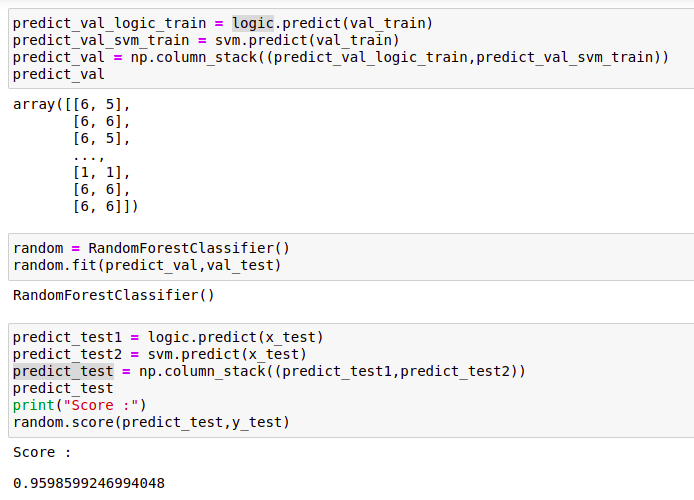 predict_val_logic_train = logic.predict(val_train)
predict_val_svm_train = svm.predict(val_train)
predict_val = np.column_stack((predict_val_logic_train,predict_val_svm_train))
predict_val
array([[6, 5],
       [6, 6],
       [6, 5],
       ...,
       [1, 1],
       [6, 6],
       [6, 6]])
random = RandomForestClassifier()
random.fit(predict_val,val_test)
RandomForestClassifier()
predict_test1 = logic.predict(x_test)
predict_test2 = svm.predict(x_test)
predict_test = np.column_stack((predict_test1,predict_test2))
predict_test
print("Score :")
random.score(predict_test,y_test)
Score :
0.9598599246994048